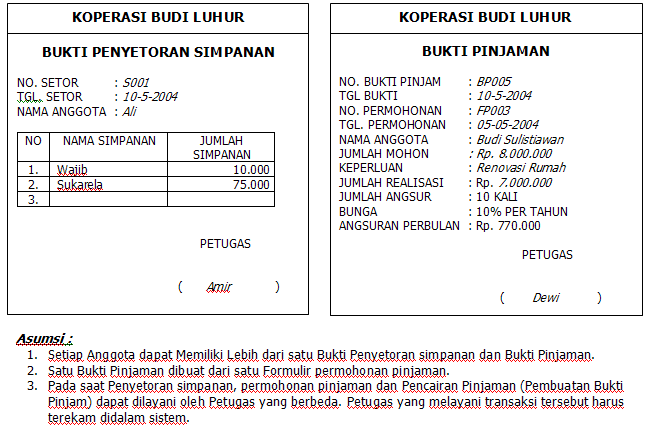 KOPERASI BUDI LUHUR
BUKTI PENYETORAN SIMPANAN
NO. SETOR : S001
TGL. SETOR : 10-5-2004
NAMA ANGGOTA : Ali
NO NAMA SIMPANAN JUMLAH
SIMPANAN
1. Wajib 10.000
2. Sukarela 75.000
3.
PETUGAS
( Amir )
KOPERASI BUDI LUHUR
BUKTI PINJAMAN
NO. BUKTI PINJAM : BP005
TGL BUKTI : 10-5-2004
NO. PERMOHONAN : FP003
TGL. PERMOHONAN : 05-05-2004
NAMA ANGGOTA : Budi Sulistiawan
JUMLAH MOHON : Rp. 8.000.000
KEPERLUAN : Renovasi Rumah
JUMLAH REALISASI : Rp. 7.000.000
JUMLAH ANGSUR : 10 KALI
BUNGA : 10% PER TAHUN
ANGSURAN PERBULAN : Rp. 770.000
PETUGAS
( Dewi )
Asumsi :
1. Setiap Anggota dapat Memiliki Lebih dari satu Bukti Penyetoran simpanan dan Bukti Pinjaman.
2. Satu Bukti Pinjaman dibuat dari satu Formulir permohonan pinjaman.
3. Pada saat Penyetoran simpanan, permohonan pinjaman dan Pencairan Pinjaman (Pembuatan Bukti
Pinjam) dapat dilayani oleh Petugas yang berbeda. Petugas yang melayani transaksi tersebut harus
terekam didalam sistem.